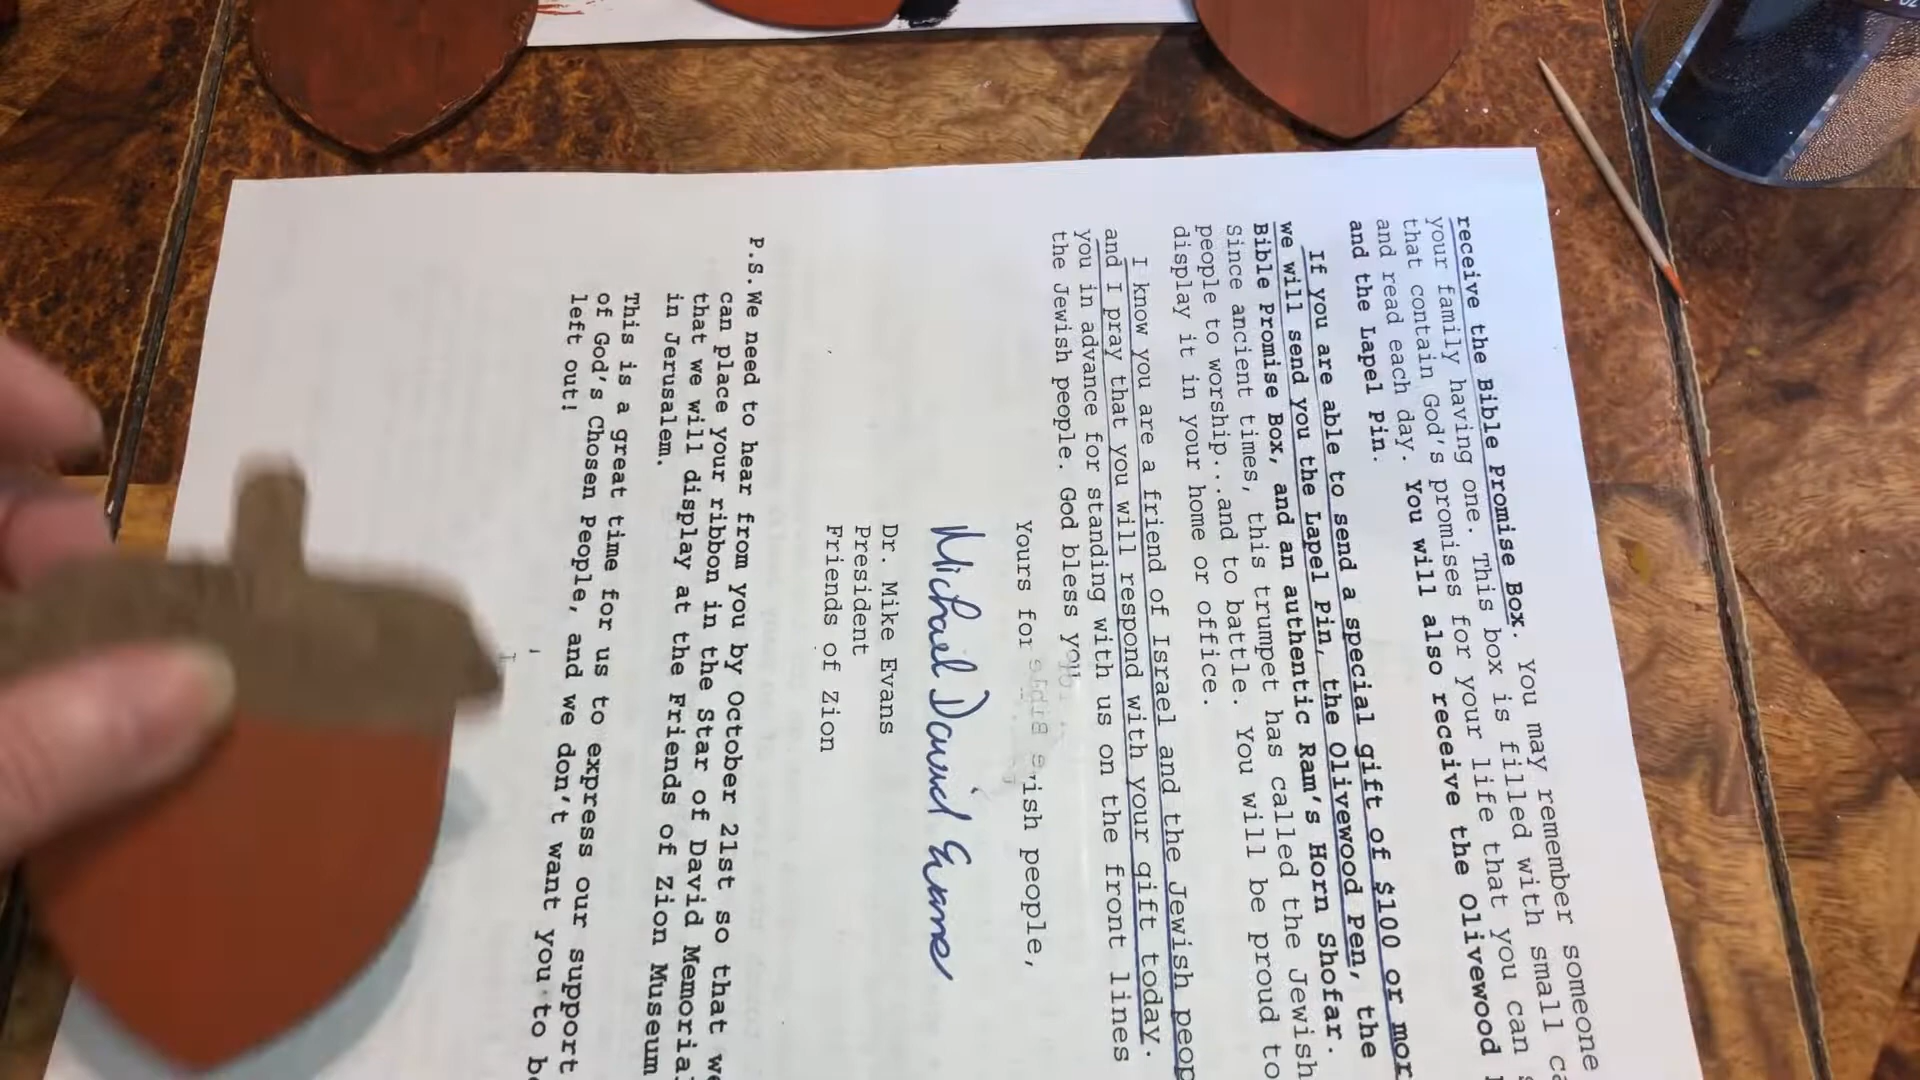 receive the Bible Promise Box. You may remember someone
your family having one. This box is filled with small
that contain God's promises for your life that you can
and read each day. You will also receive the Olivewood
and the Lapel Pin.
If you are able to send a special gift of $100 or mor
we will send you the Lapel Pin, the Olivewood Pen, the
Bible Promise Box, and an authentic Ram's Horn Shofar.
Since ancient times, this trumpet has called the Jewish
people to worship...and to battle. You will be proud to
display it in your home or office.
I know you are a friend of Israel and the Jewish peop
and I pray that you will respond with your gift today.
you in advance for standing with us on the front lines
the Jewish people. God bless you.
Yours for ish people,
Michael David Evans
Dr. Mike Evans
President
Friends of Zion
P.S. We need to hear from you by October 21st so that we
can place your ribbon in the Star of David Memorial
that we will display at the Friends of Zion Museum
in Jerusalem.
This is a great time for us to express our support
of God's Chosen People, and we don't want you to be
left out!